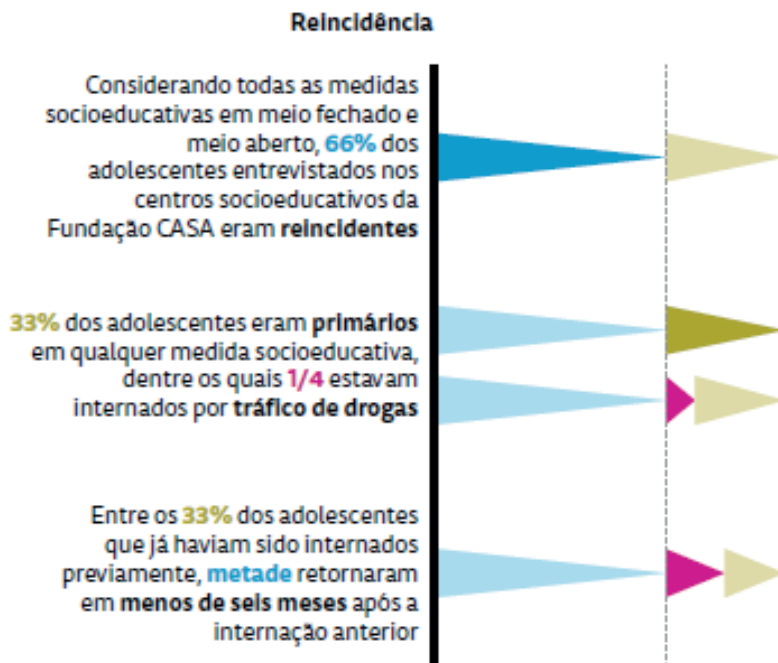 Reincidência
Considerando todas as medidas
socioeducativas em meio fechado e
meio aberto, 66% dos
adolescentes entrevistados nos
centros socioeducativos da
Fundação CASA eram reincidentes
33% dos adolescentes eram primários
em qualquer medida socioeducativa,
dentre os quais 1/4 estavam
internados por tráfico de drogas
Entre os 33% dos adolescentes
que já haviam sido internados
previamente, metade retornaram
em menos de seis meses após a
internação anterior